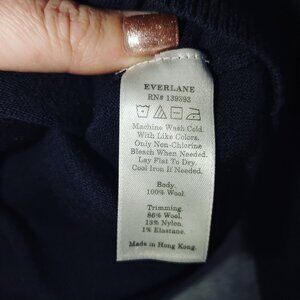 EVERLANE
RN# 139393
Machine Wash Cold.
With Like Colors.
Only Non-Chlorine
Bleach When Needed.
Lay Flat To Dry.
Cool Iron If Needed.
Body.
100% Wool.
Trimming.
86% Wool.
13% Nylon.
1% Elastane.
Made in Hong Kong.